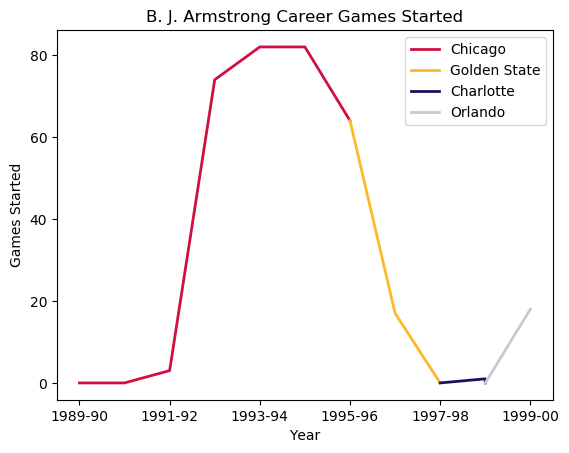 B. J. Armstrong Career Games Started
Chicago
Golden State
Charlotte
Orlando
Games Started
80
60
40
20
0
1989-90 1991-92 1993-94 1995-96 1997-98 1999-00
Year